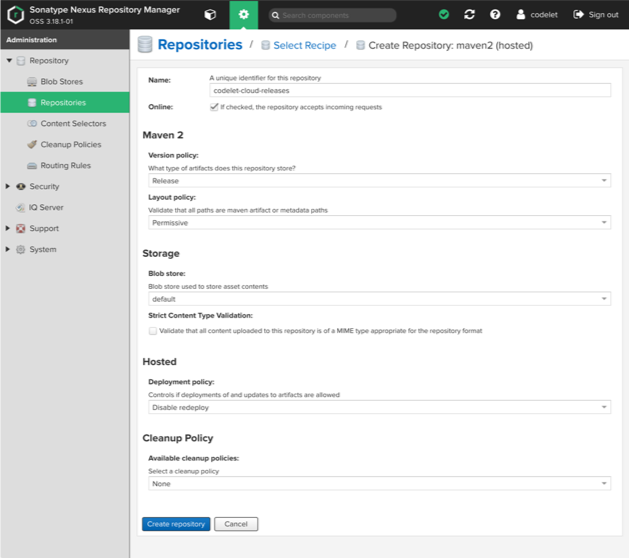 Sonatype Nexus Repository Manager
OSS 3.18.1-01
Search components
codelet
Sign out
Administration
Repository
Blob Stores
Repositories
Content Selectors
Cleanup Policies
Routing Rules
Security
IQ Server
Support
System
Repositories / Select Recipe / Create Repository: maven2 (hosted)
Name:
A unique identifier for this repository
codelet-cloud-releases
Online:
If checked, the repository accepts incoming requests
Maven 2
Version policy:
What type of artifacts does this repository store?
Release
Layout policy:
Validate that all paths are maven artifact or metadata paths
Permissive
Storage
Blob store:
Blob store used to store asset contents
default
Strict Content Type Validation:
Validate that all content uploaded to this repository is of a MIME type appropriate for the repository format
Hosted
Deployment policy:
Controls if deployments of and updates to artifacts are allowed
Disable redeploy
Cleanup Policy
Available cleanup policies:
Select a cleanup policy
None
Create repository
Cancel